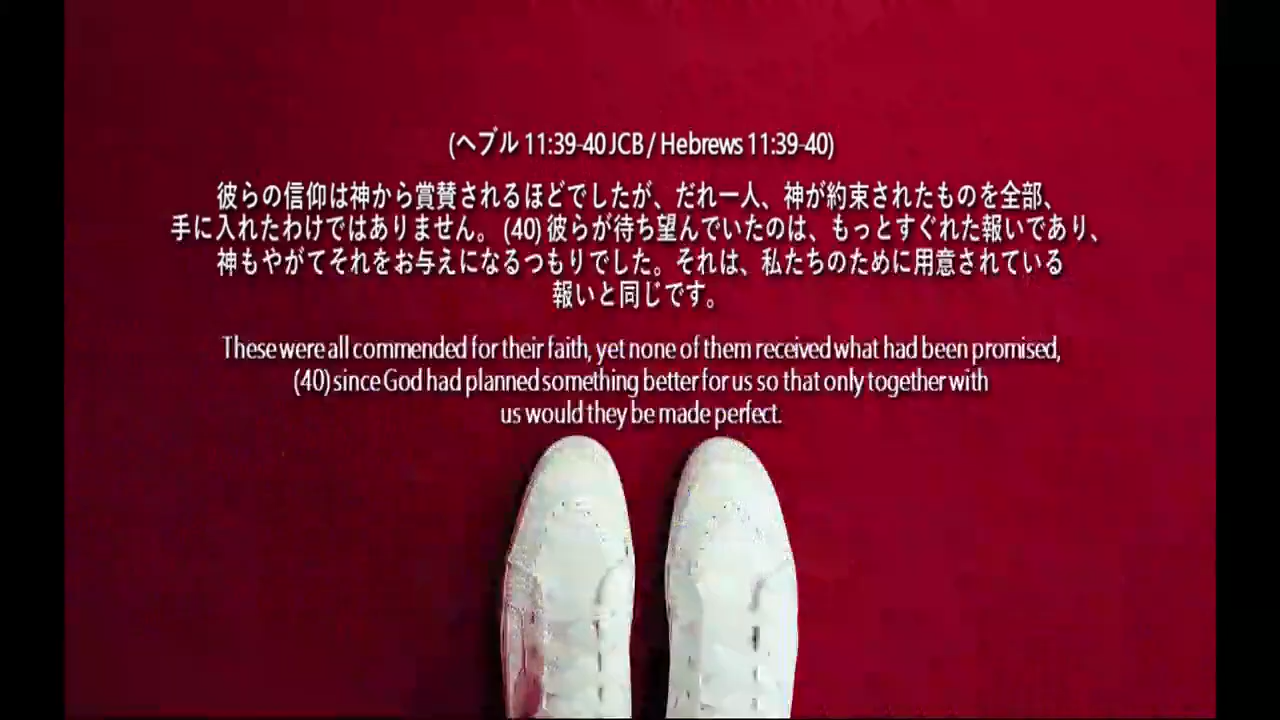 (ヘブル 11:39-40 JCB / Hebrews 11:39-40)
彼らの信仰は神から賞賛されるほどでしたが、だれ一人、神が約束されたものを全部、
手に入れたわけではありません。 (40) 彼らが待ち望んでいたのは、もっとすぐれた報いであり、
神もやがてそれをお与えになるつもりでした。それは、私たちのために用意されている
報いと同じです。
These were all commended for their faith, yet none of them received what had been promised,
(40) since God had planned something better for us so that only together with
us would they be made perfect.